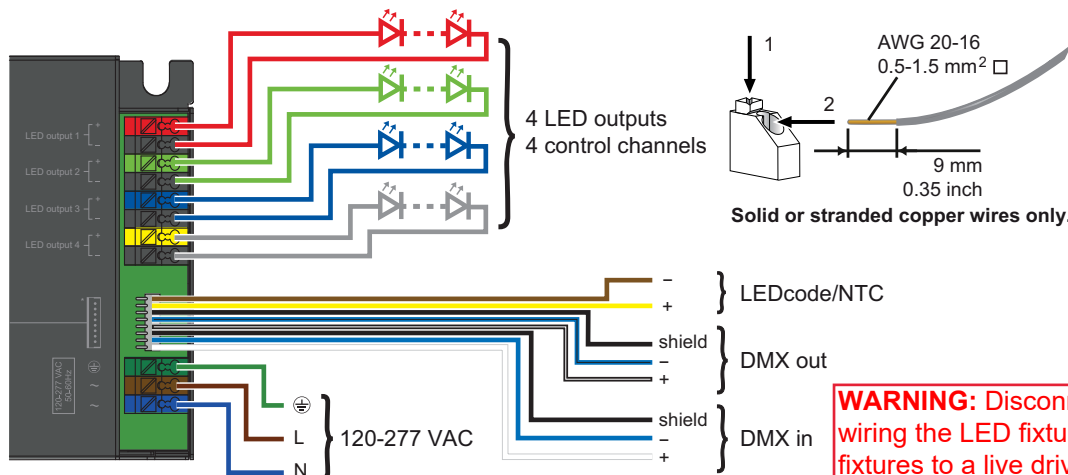 LED output 1
+
-
LED output 2
+
-
LED output 3
+
-
LED output 4
+
-
4 LED outputs
4 control channels
1
2
AWG 20-16
0.5-1.5 mm²
9 mm
0.35 inch
Solid or stranded copper wires only.
+
120-277 VAC
50-60Hz
~
~
−
+
LEDcode/NTC
shield
−
+
DMX out
shield
−
+
DMX in
L
N
120-277 VAC
WARNING: Disconn
wiring the LED fixtu
fixtures to a live driv